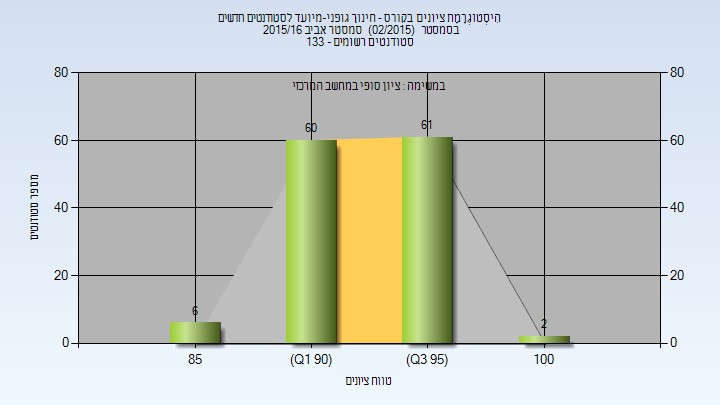 הִיסְטוֹגְרָמַת ציונים בקורס - חינוך גופני-מיועד לסטודנטים חדשים
בסמסטר (02/2015) סמסטר אביב 2015/16
סטודנטים רשומים - 133
במשימה : ציון סופי במחשב המרכזי
80
80
60
60
40
40
20
20
0
0
מספר סטודנטים
6
60
61
2
85
(Q1 90)
(Q3 95)
100
טווח ציונים